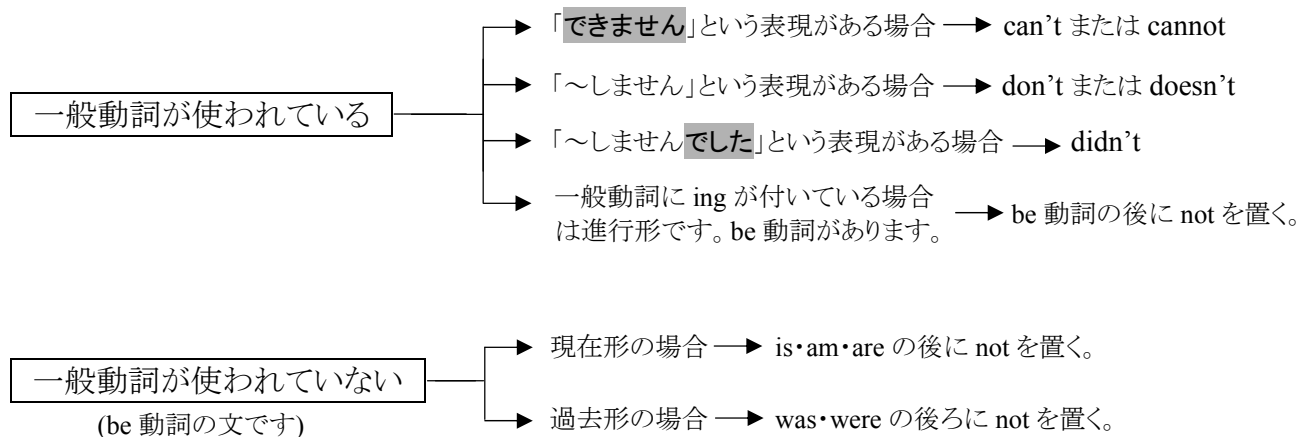 「できません」という表現がある場合 can't または cannot
「～しません」という表現がある場合 don't または doesn't
一般動詞が使われている
「～しませんでした」という表現がある場合 didn't
一般動詞に ing が付いている場合
は進行形です。be 動詞があります。
be 動詞の後に not を置く。
現在形の場合 is・am・are の後に not を置く。
一般動詞が使われていない
(be 動詞の文です)
過去形の場合 was・were の後ろに not を置く。